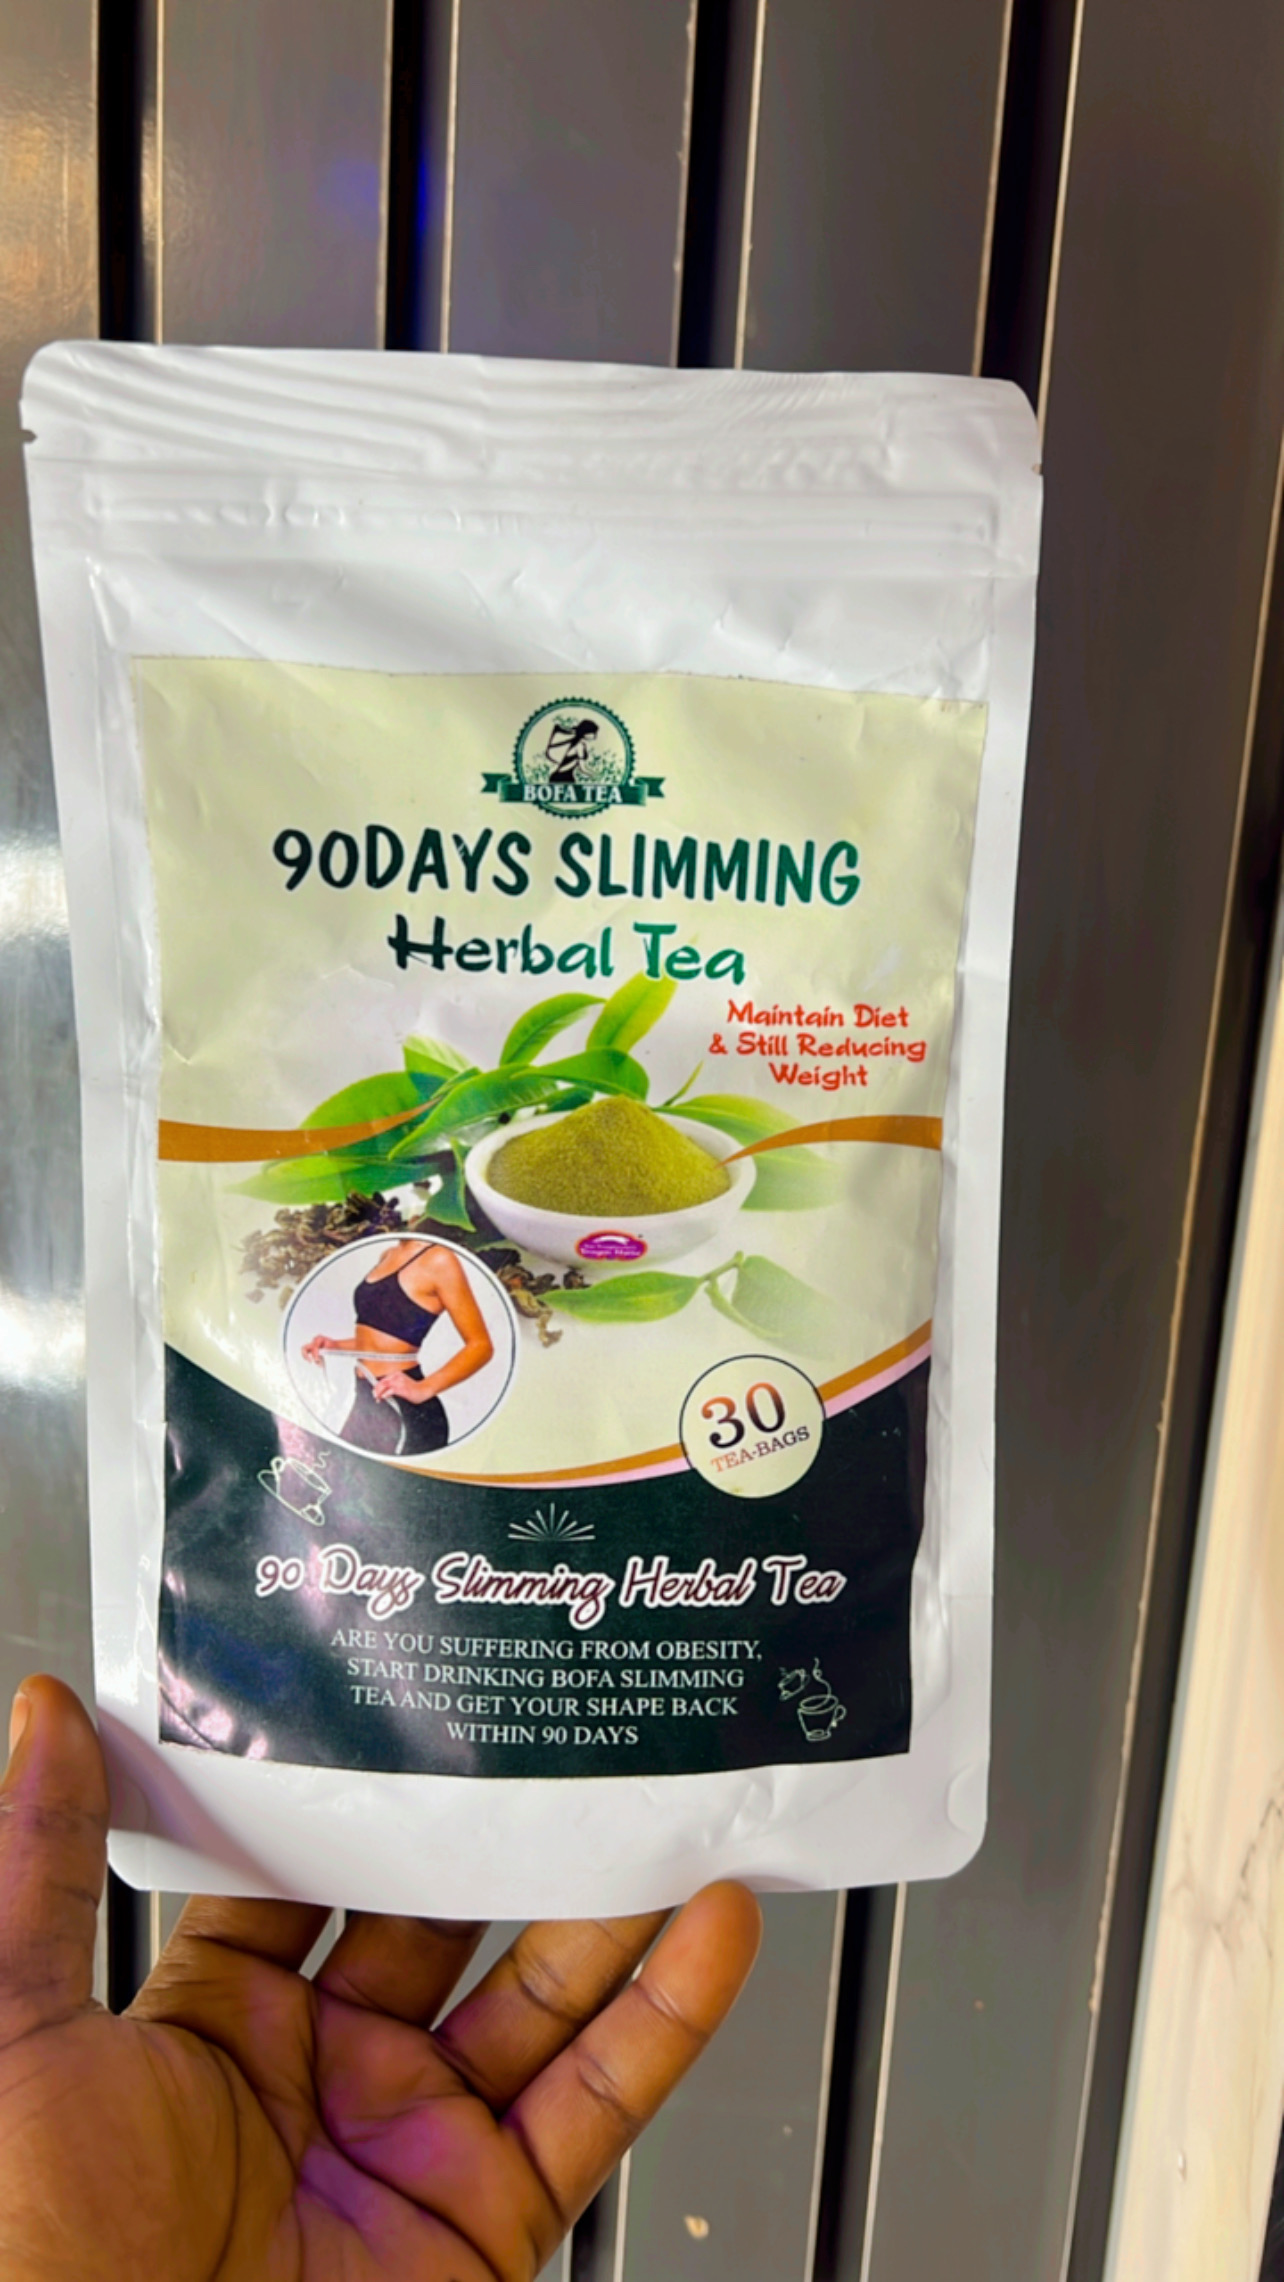 BOFA TEA
90DAYS SLIMMING
Herbal Tea
Maintain Diet
& Still Reducing
Weight
30
TEA-BAGS
90 Days Slimming Herbal Tea
ARE YOU SUFFERING FROM OBESITY,
START DRINKING BOFA SLIMMING
TEA AND GET YOUR SHAPE BACK
WITHIN 90 DAYS